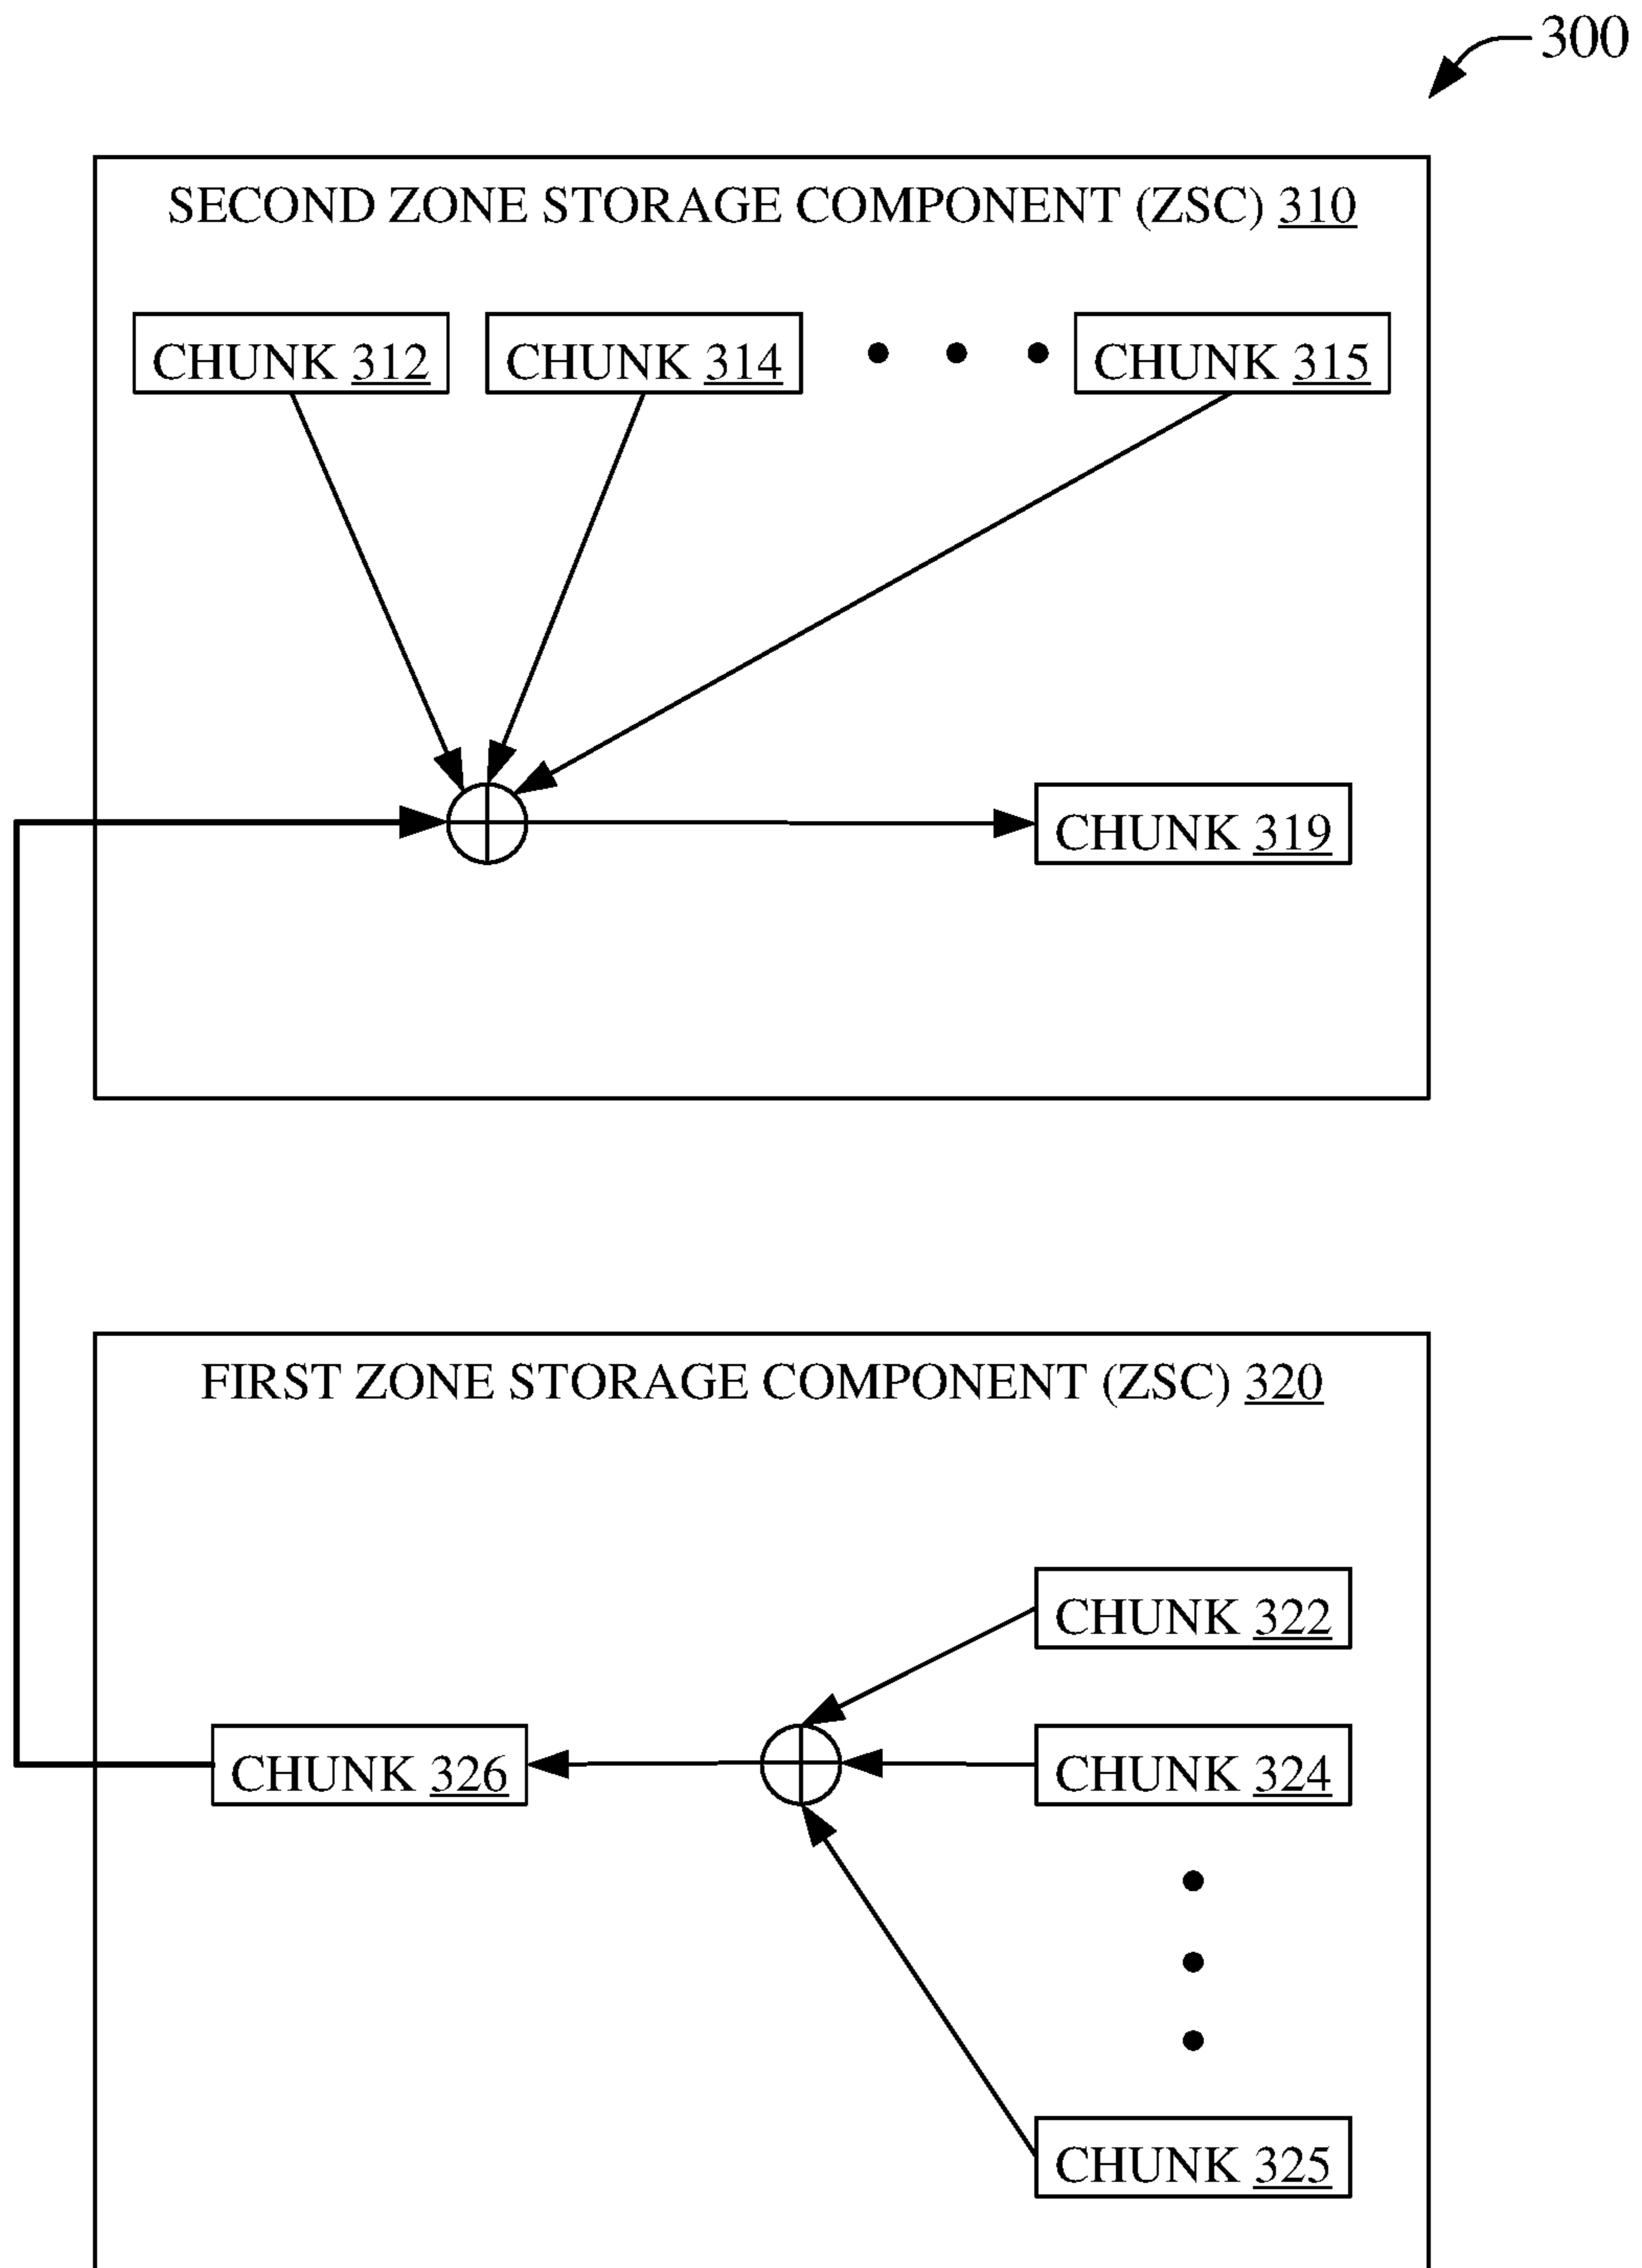 300
SECOND ZONE STORAGE COMPONENT (ZSC) 310
CHUNK 312 CHUNK 314 CHUNK 315
CHUNK 319
FIRST ZONE STORAGE COMPONENT (ZSC) 320
CHUNK 322
CHUNK 326 CHUNK 324
CHUNK 325